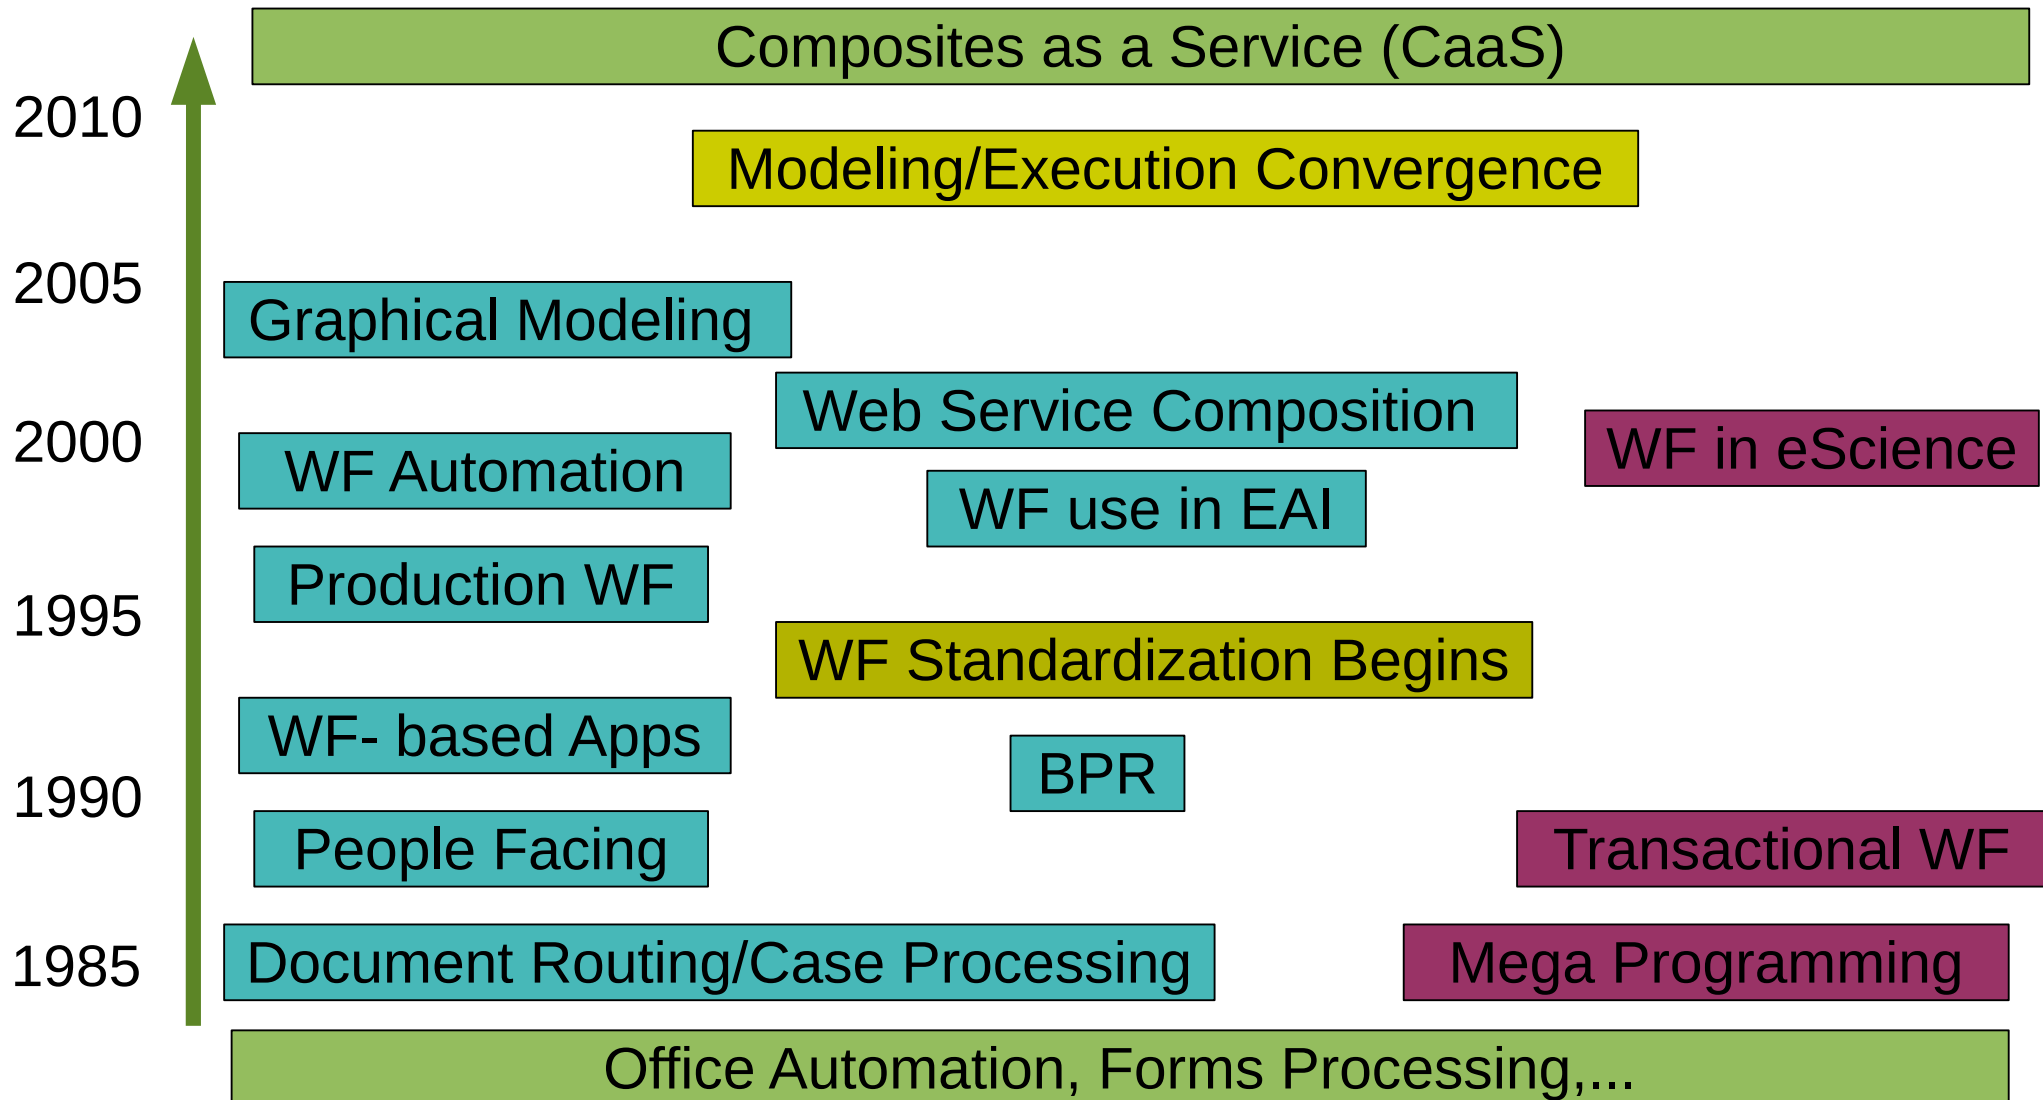 Composites as a Service (CaaS)
2010
Modeling/Execution Convergence
2005
Graphical Modeling
Web Service Composition
2000
WF in eScience
WF Automation
WF use in EAI
Production WF
1995
WF Standardization Begins
WF- based Apps
BPR
1990
People Facing
Transactional WF
1985
Document Routing/Case Processing
Mega Programming
Office Automation, Forms Processing,...